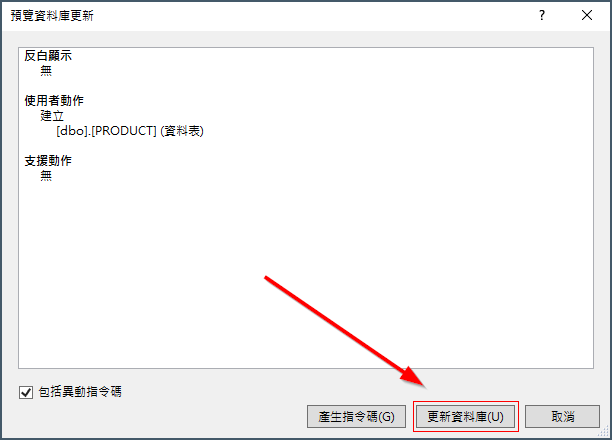 預覽資料庫更新
?
反白顯示
無
使用者動作
建立
[dbo].[PRODUCT] (資料表)
支援動作
無
包括異動指令碼
產生指令碼(G)
更新資料庫(U)
取消